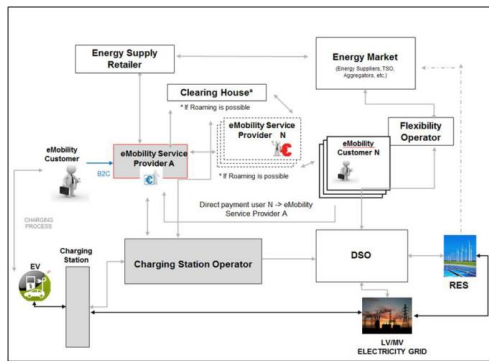 Energy Supply
Retailer
Energy Market
(Energy Suppliers, TSO,
Aggregators, etc.)
Clearing House*
* If Roaming is possible
eMobility Service
Provider N
Flexibility
Operator
eMobility
Customer
eMobility Service
Provider A
B2C
* If Roaming is possible
eMobility
Customer N
Direct payment user N -> eMobility
Service Provider A
CHARGING
PROCESS
Charging
Station
EV
Charging Station Operator
DSO
RES
LV/MV
ELECTRICITY GRID